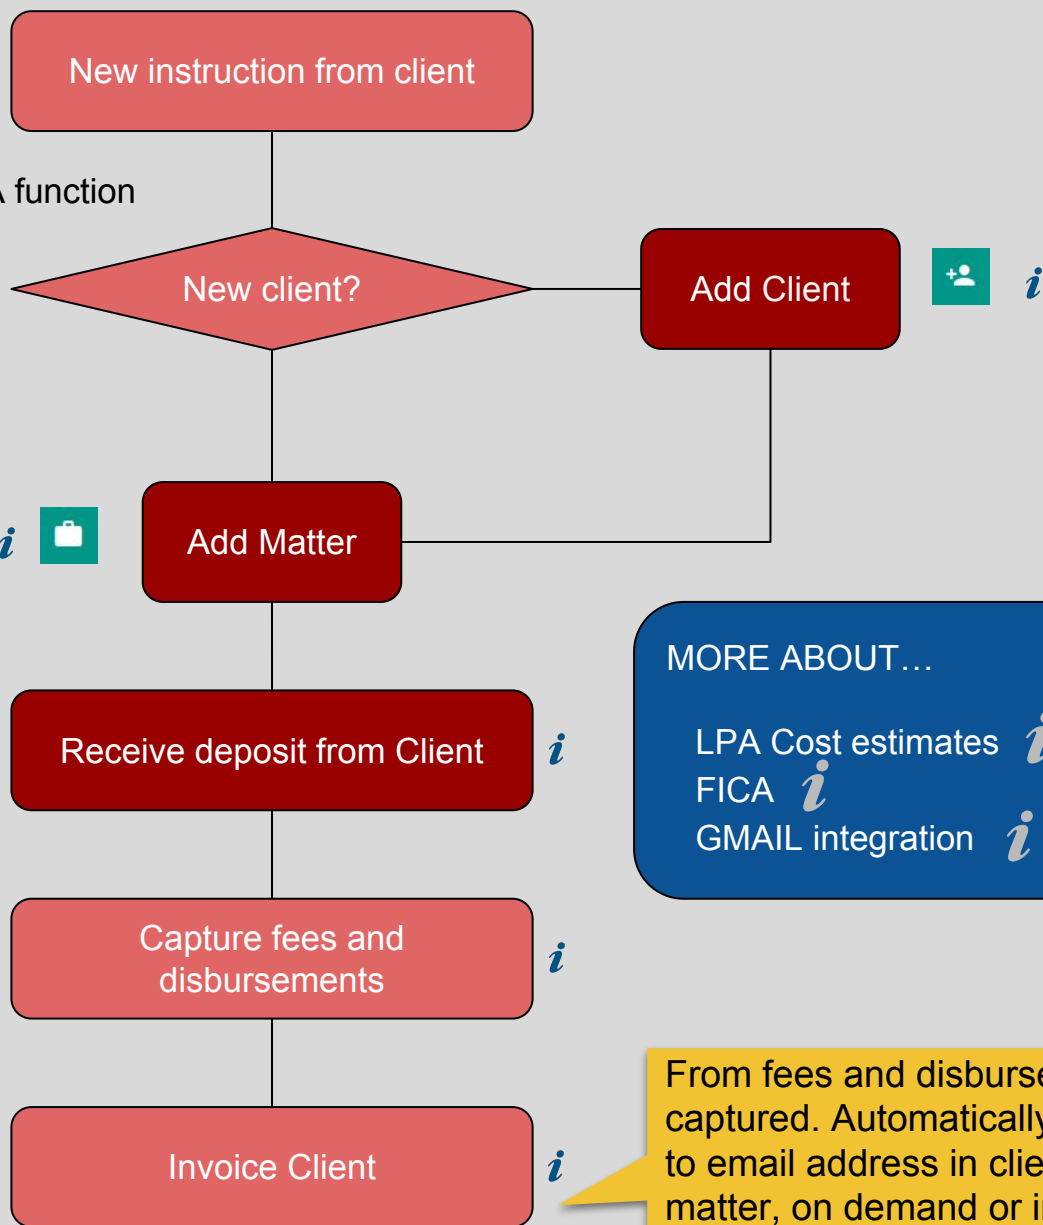 New instruction from client
A function
New client?
Add Client
i
i
Add Matter
MORE ABOUT…
Receive deposit from Client
i
LPA Cost estimates i
FICA i
GMAIL integration i
Capture fees and
disbursements
i
From fees and disburse
captured. Automatically
to email address in clie
matter, on demand or i
Invoice Client
i